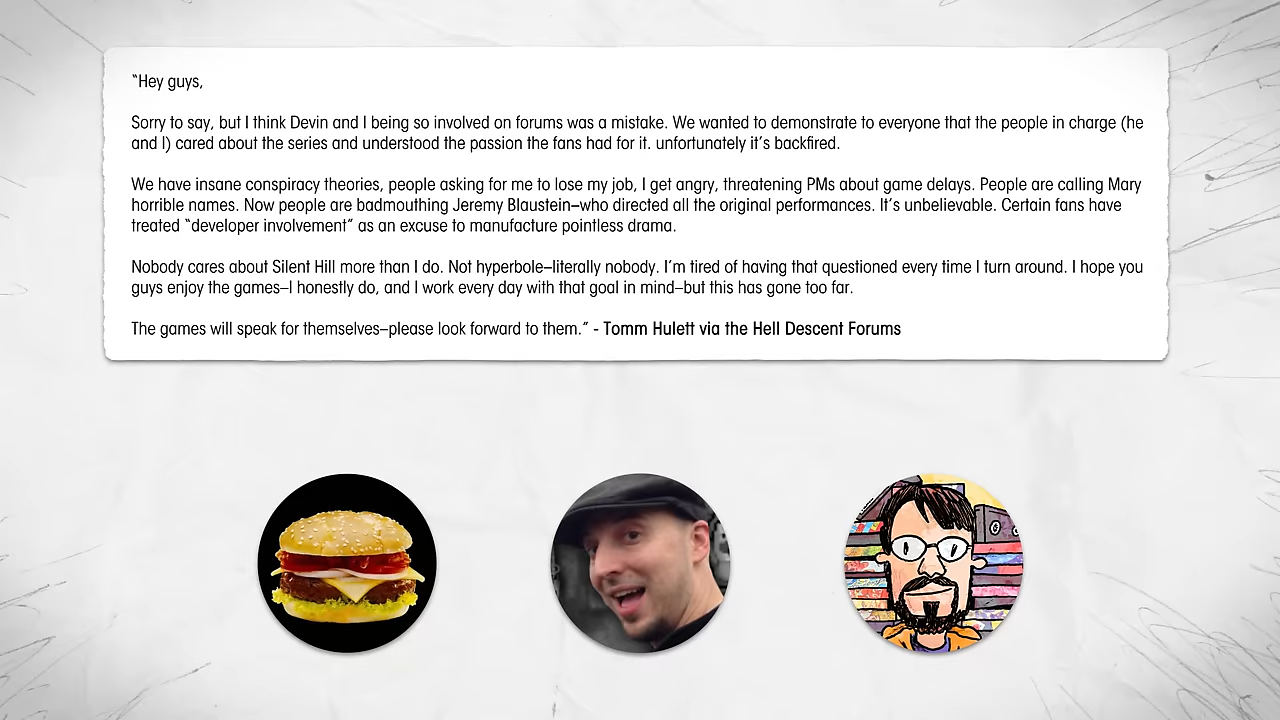 “Hey guys,
Sorry to say, but I think Devin and I being so involved on forums was a mistake. We wanted to demonstrate to everyone that the people in charge (he
and I) cared about the series and understood the passion the fans had for it. unfortunately it’s backfired.
We have insane conspiracy theories, people asking for me to lose my job, I get angry, threatening PMs about game delays. People are calling Mary
horrible names. Now people are badmouthing Jeremy Blaustein–who directed all the original performances. It’s unbelievable. Certain fans have
treated “developer involvement” as an excuse to manufacture pointless drama.
Nobody cares about Silent Hill more than I do. Not hyperbole–literally nobody. I’m tired of having that questioned every time I turn around. I hope you
guys enjoy the games–I honestly do, and I work every day with that goal in mind–but this has gone too far.
The games will speak for themselves–please look forward to them.” - Tomm Hulett via the Hell Descent Forums